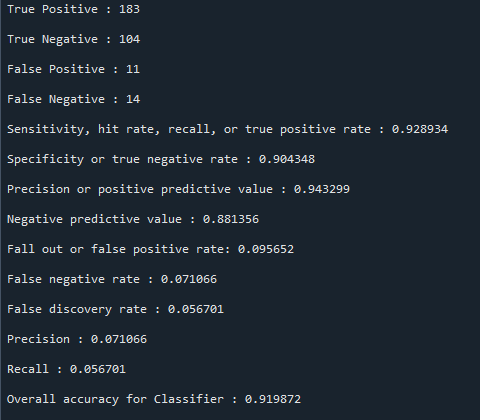 True Positive : 183
True Negative : 104
False Positive : 11
False Negative : 14
Sensitivity, hit rate, recall, or true positive rate : 0.928934
Specificity or true negative rate : 0.904348
Precision or positive predictive value : 0.943299
Negative predictive value : 0.881356
Fall out or false positive rate: 0.095652
False negative rate : 0.071066
False discovery rate : 0.056701
Precision : 0.071066
Recall : 0.056701
Overall accuracy for Classifier : 0.919872